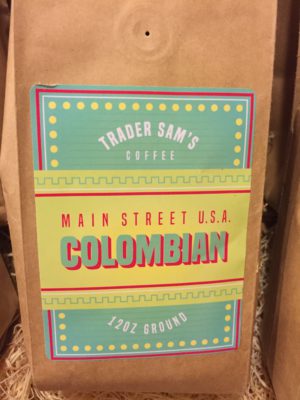 TRADER SAM'S
COFFEE
MAIN STREET U.S.A.
COLOMBIAN
12OZ GROUND